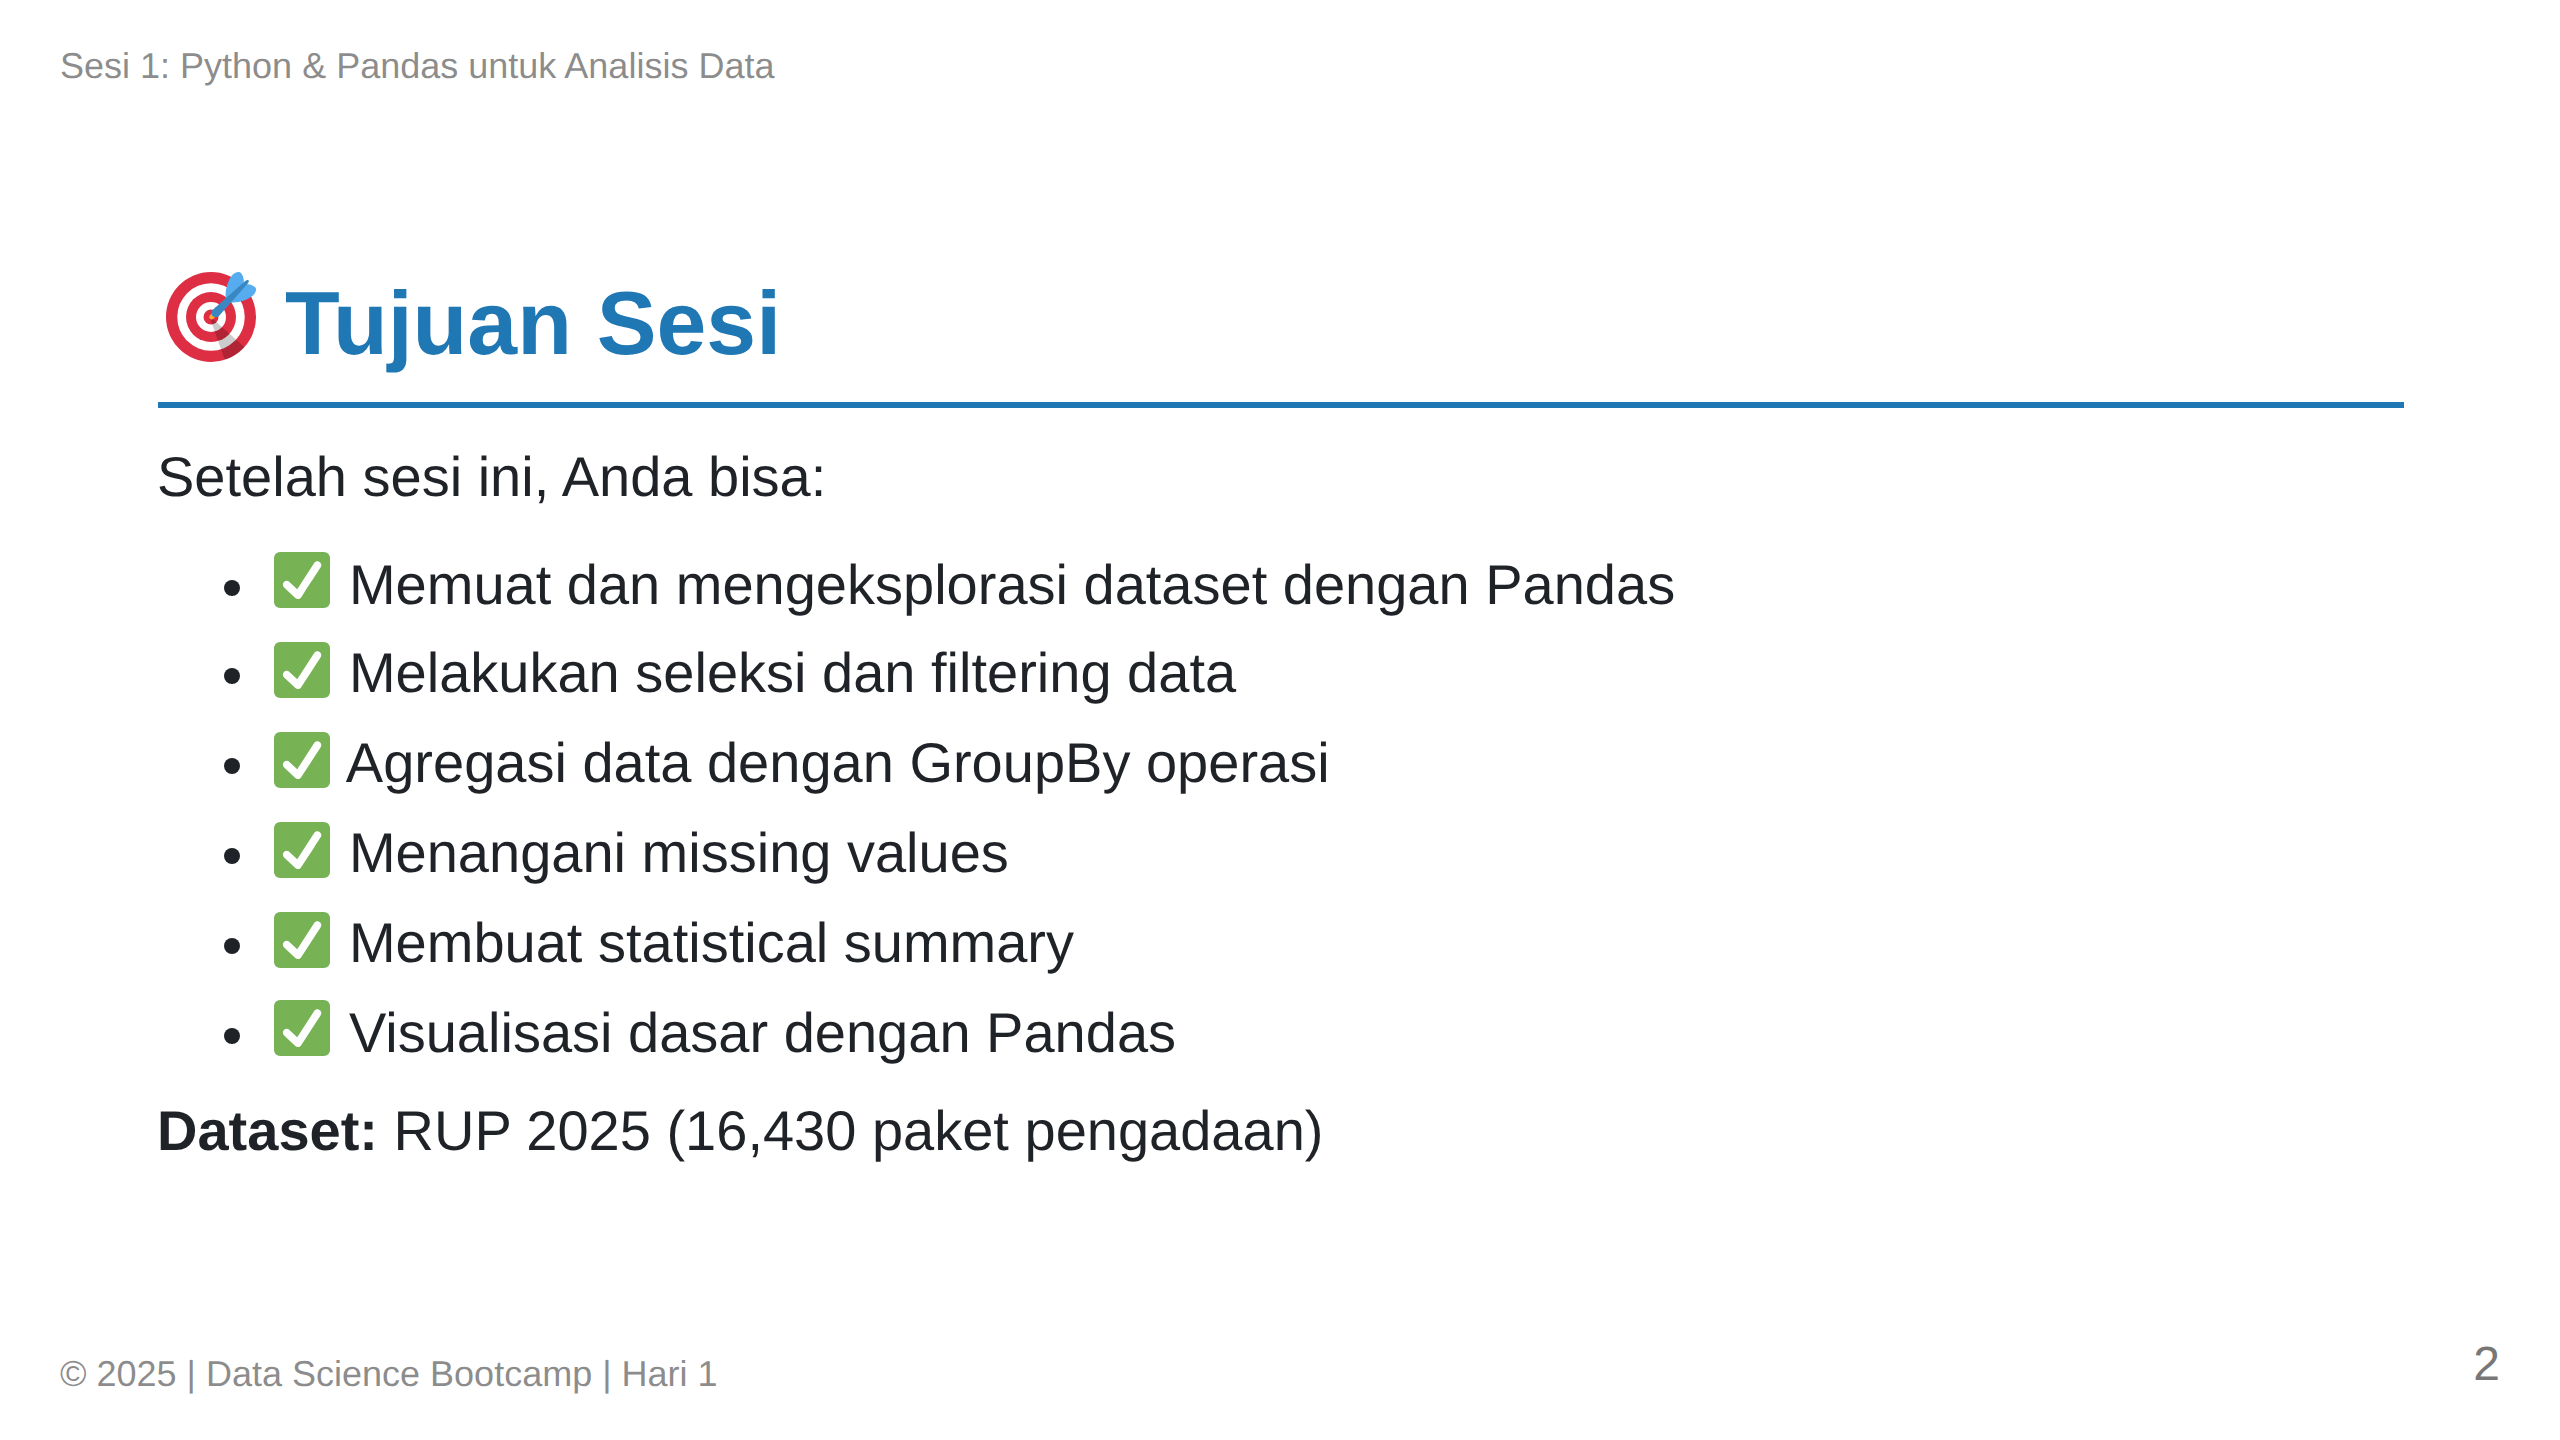 Sesi 1: Python & Pandas untuk Analisis Data
🎯 Tujuan Sesi
Setelah sesi ini, Anda bisa:
• ✅ Memuat dan mengeksplorasi dataset dengan Pandas
• ✅ Melakukan seleksi dan filtering data
• ✅ Agregasi data dengan GroupBy operasi
• ✅ Menangani missing values
• ✅ Membuat statistical summary
• ✅ Visualisasi dasar dengan Pandas
Dataset: RUP 2025 (16,430 paket pengadaan)
© 2025 | Data Science Bootcamp | Hari 1
2